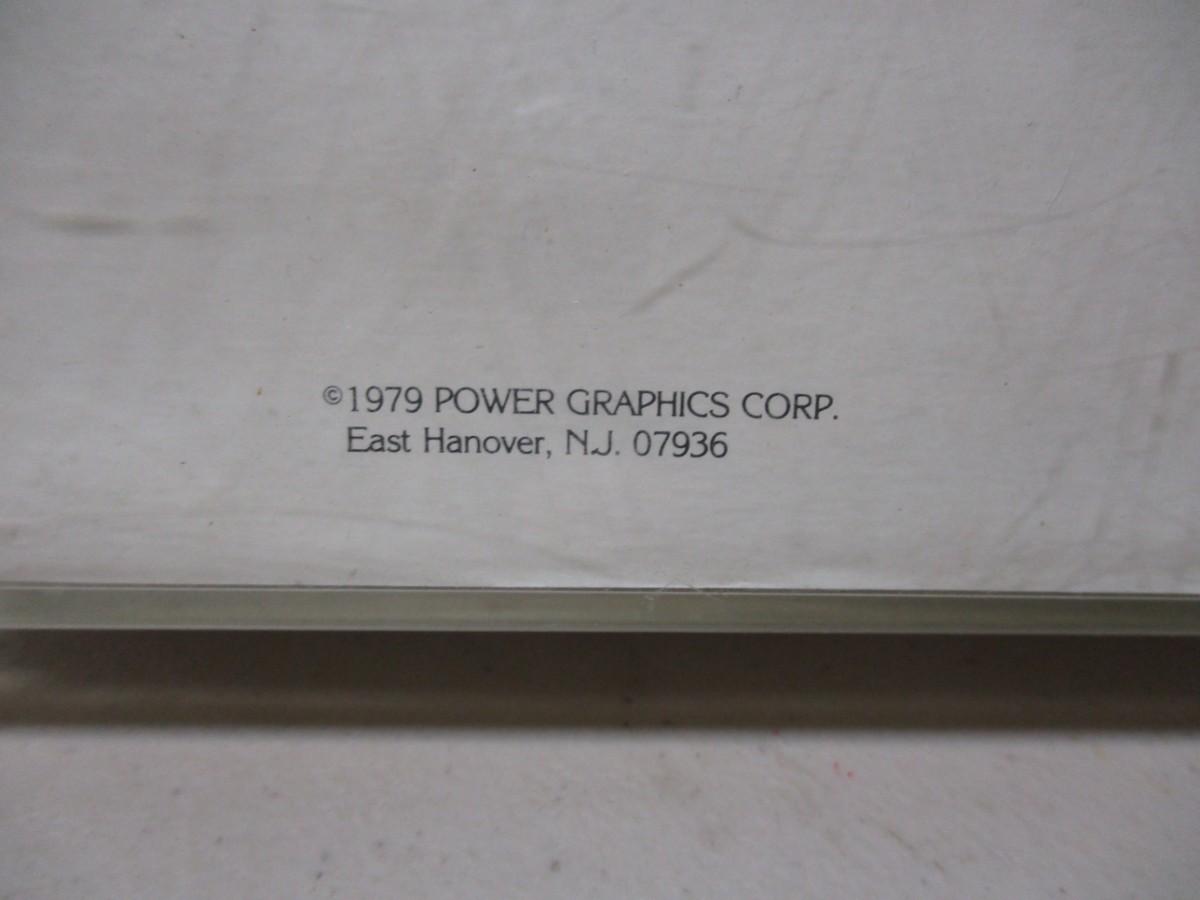 ©1979 POWER GRAPHICS CORP.
East Hanover, N.J. 07936